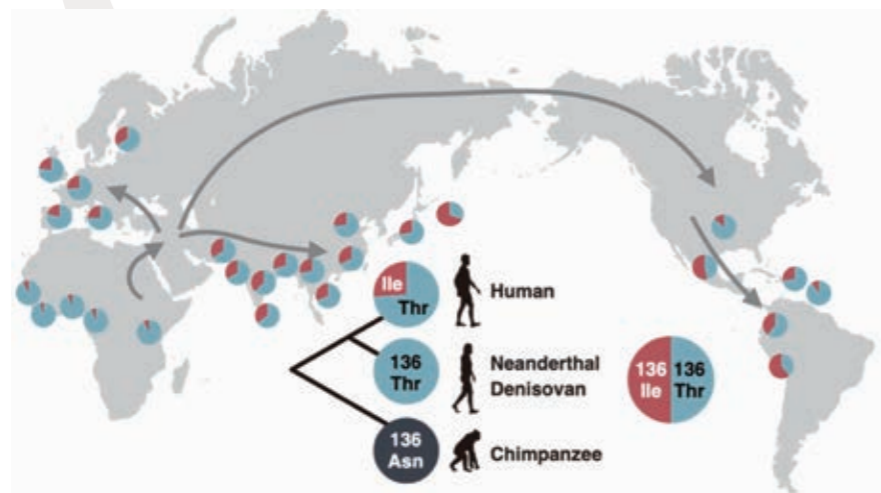 Ile
Thr
Human
136
Thr
Neanderthal
Denisovan
136 136
Ile Thr
136
Asn
Chimpanzee